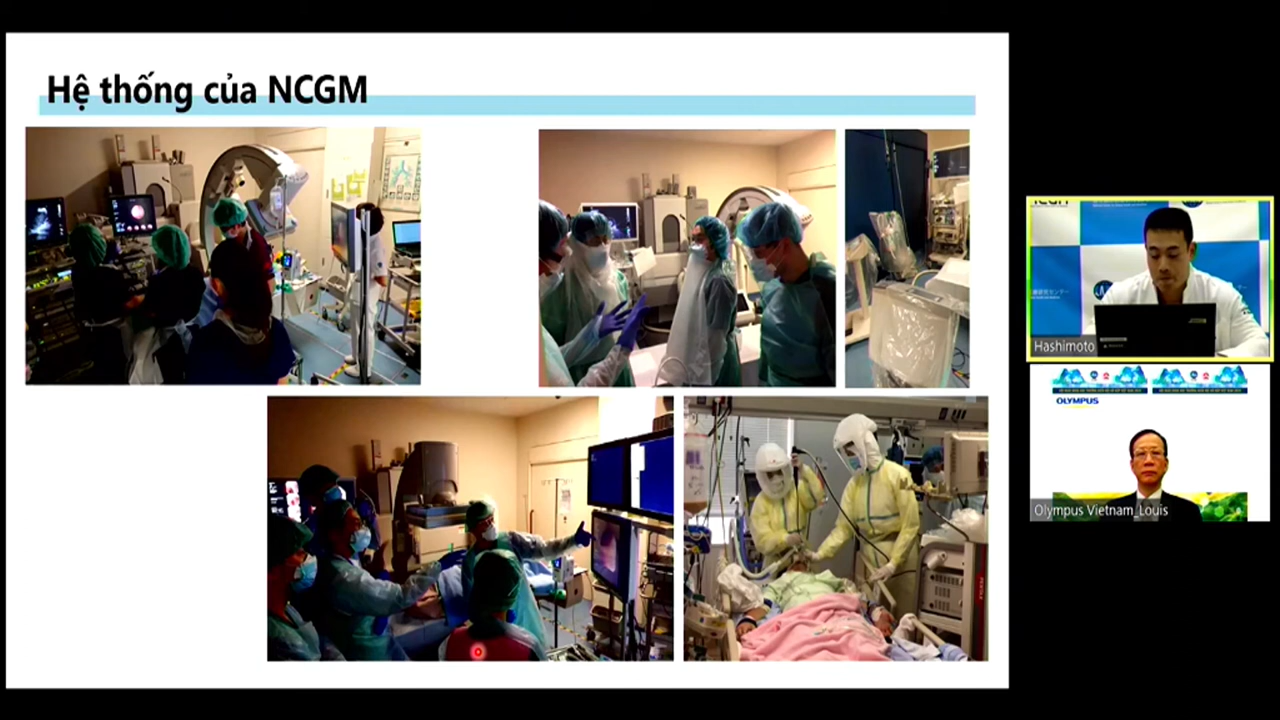 Hệ thống của NCGM
Hashimoto
OLYMPUS
Olympus Vietnam_Louis